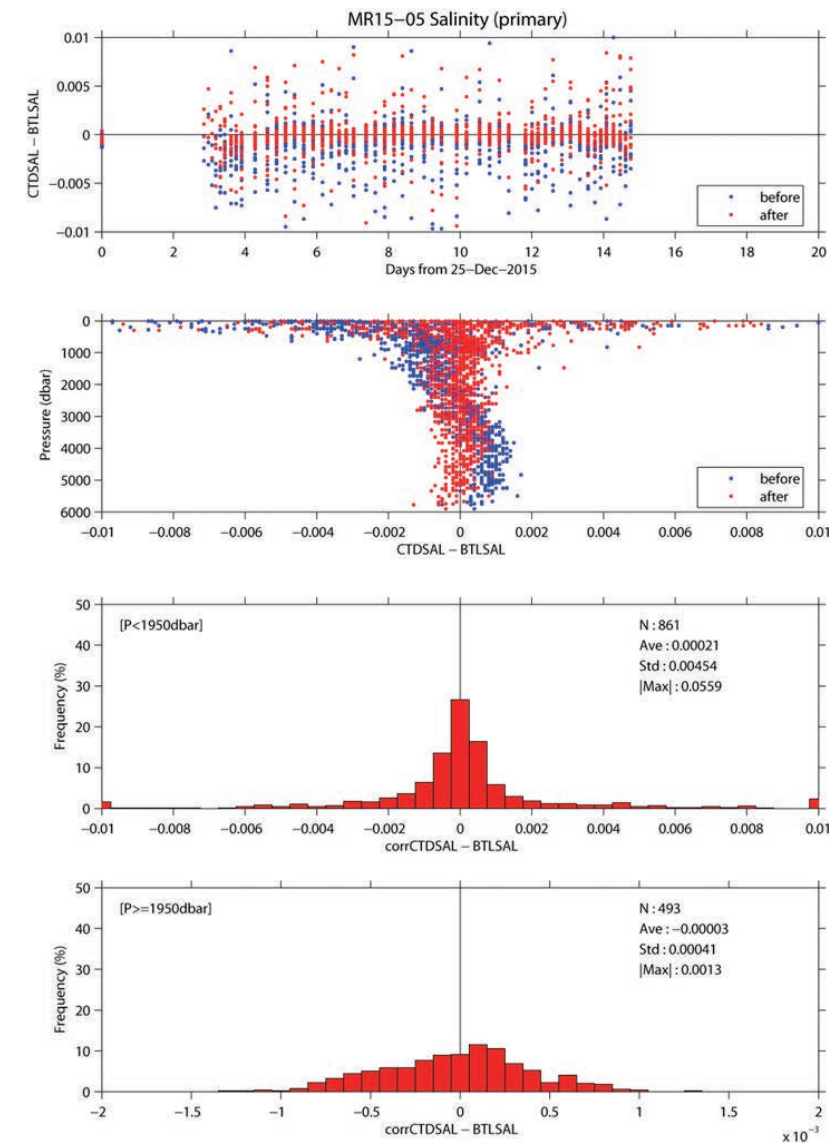 MR15−05 Salinity (primary)
0.01
0.005
0
−0.005
−0.01
CTDSAL − BTLSAL
before
after
0 2 4 6 8 10 12 14 16 18 20
Days from 25−Dec−2015
0
1000
2000
3000
4000
5000
6000
Pressure (dbar)
before
after
−0.01 −0.008 −0.006 −0.004 −0.002 0 0.002 0.004 0.006 0.008 0.01
CTDSAL − BTLSAL
50
40
30
20
10
0
Frequency (%)
[P<1950dbar]
N : 861
Ave : 0.00021
Std : 0.00454
|Max| : 0.0559
−0.01 −0.008 −0.006 −0.004 −0.002 0 0.002 0.004 0.006 0.008 0.01
corrCTDSAL − BTLSAL
50
40
30
20
10
0
Frequency (%)
[P>=1950dbar]
N : 493
Ave : −0.00003
Std : 0.00041
|Max| : 0.0013
−2 −1.5 −1 −0.5 0 0.5 1 1.5 2
corrCTDSAL − BTLSAL
x 10⁻³